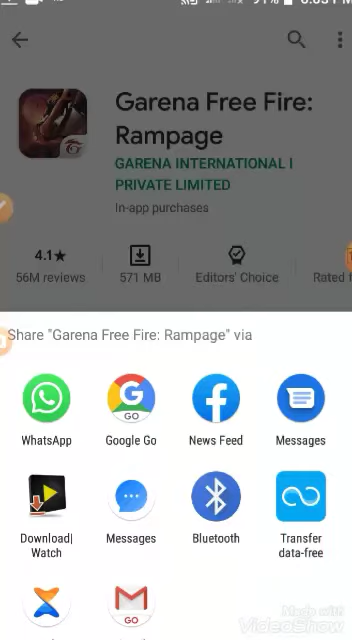 Garena Free Fire:
Rampage
GARENA INTERNATIONAL I
PRIVATE LIMITED
In-app purchases
4.1★
56M reviews
571 MB
Editors' Choice
Rated
Share "Garena Free Fire: Rampage" via
WhatsApp
GO
Google Go
News Feed
Messages
Download|
Watch
Messages
Bluetooth
Transfer
data-free
GO
Made with
VideoShow